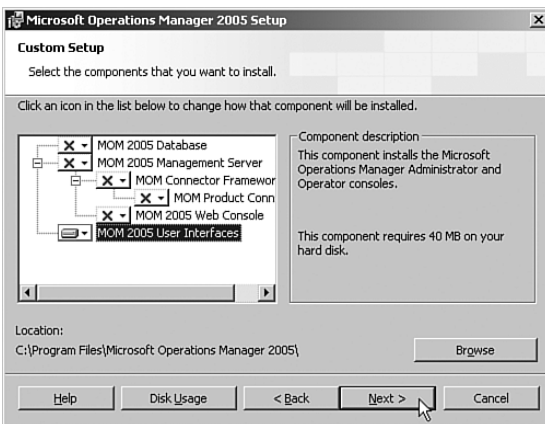 Microsoft Operations Manager 2005 Setup
Custom Setup
Select the components that you want to install.
Click an icon in the list below to change how that component will be installed.
MOM 2005 Database
MOM 2005 Management Server
MOM Connector Framewor
MOM Product Conn
MOM 2005 Web Console
MOM 2005 User Interfaces
Component description
This component installs the Microsoft
Operations Manager Administrator and
Operator consoles.
This component requires 40 MB on your
hard disk.
Location:
C:\Program Files\Microsoft Operations Manager 2005\
Browse
Help
Disk Usage
< Back
Next >
Cancel